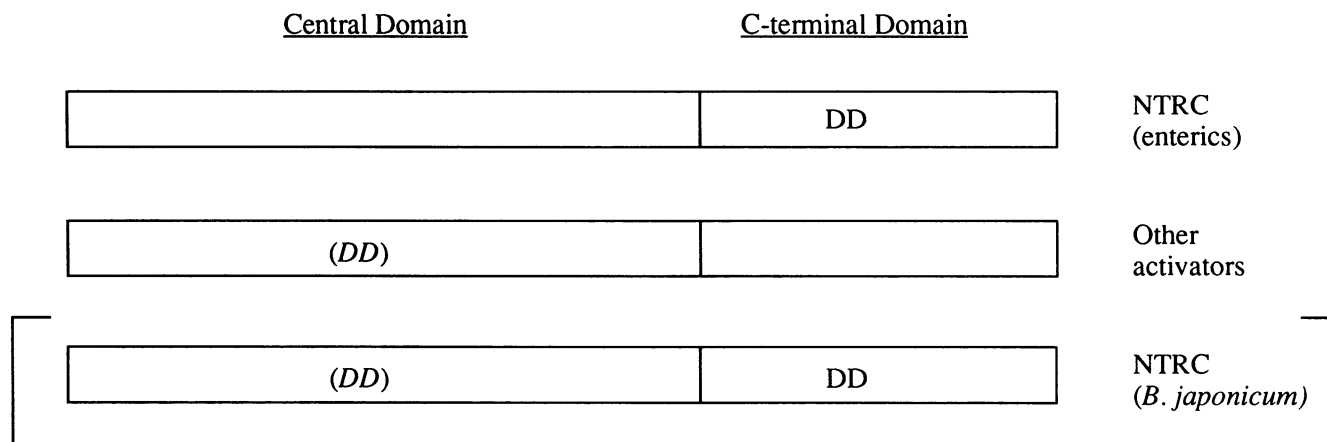 Central Domain C-terminal Domain
DD NTRC
(enterics)
(DD) Other
activators
(DD) DD NTRC
(B. japonicum)